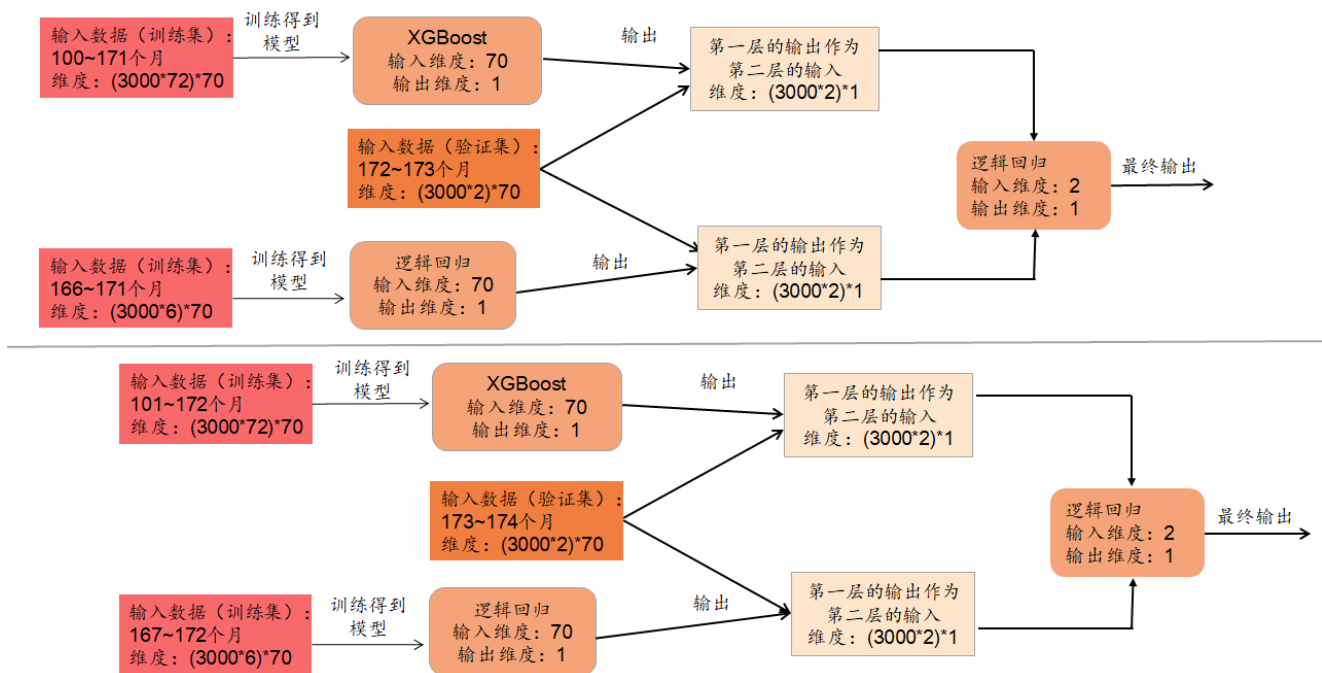 输入数据（训练集）：
100~171个月
维度：(3000*72)*70
训练得到
模型
XGBoost
输入维度：70
输出维度：1
输出
第一层的输出作为
第二层的输入
维度：(3000*2)*1
输入数据（验证集）：
172~173个月
维度：(3000*2)*70
逻辑回归
输入维度：2
输出维度：1
最终输出
输入数据（训练集）：
166~171个月
维度：(3000*6)*70
训练得到
模型
逻辑回归
输入维度：70
输出维度：1
输出
第一层的输出作为
第二层的输入
维度：(3000*2)*1
输入数据（训练集）：
101~172个月
维度：(3000*72)*70
训练得到
模型
XGBoost
输入维度：70
输出维度：1
输出
第一层的输出作为
第二层的输入
维度：(3000*2)*1
输入数据（验证集）：
173~174个月
维度：(3000*2)*70
逻辑回归
输入维度：2
输出维度：1
最终输出
输入数据（训练集）：
167~172个月
维度：(3000*6)*70
训练得到
模型
逻辑回归
输入维度：70
输出维度：1
输出
第一层的输出作为
第二层的输入
维度：(3000*2)*1